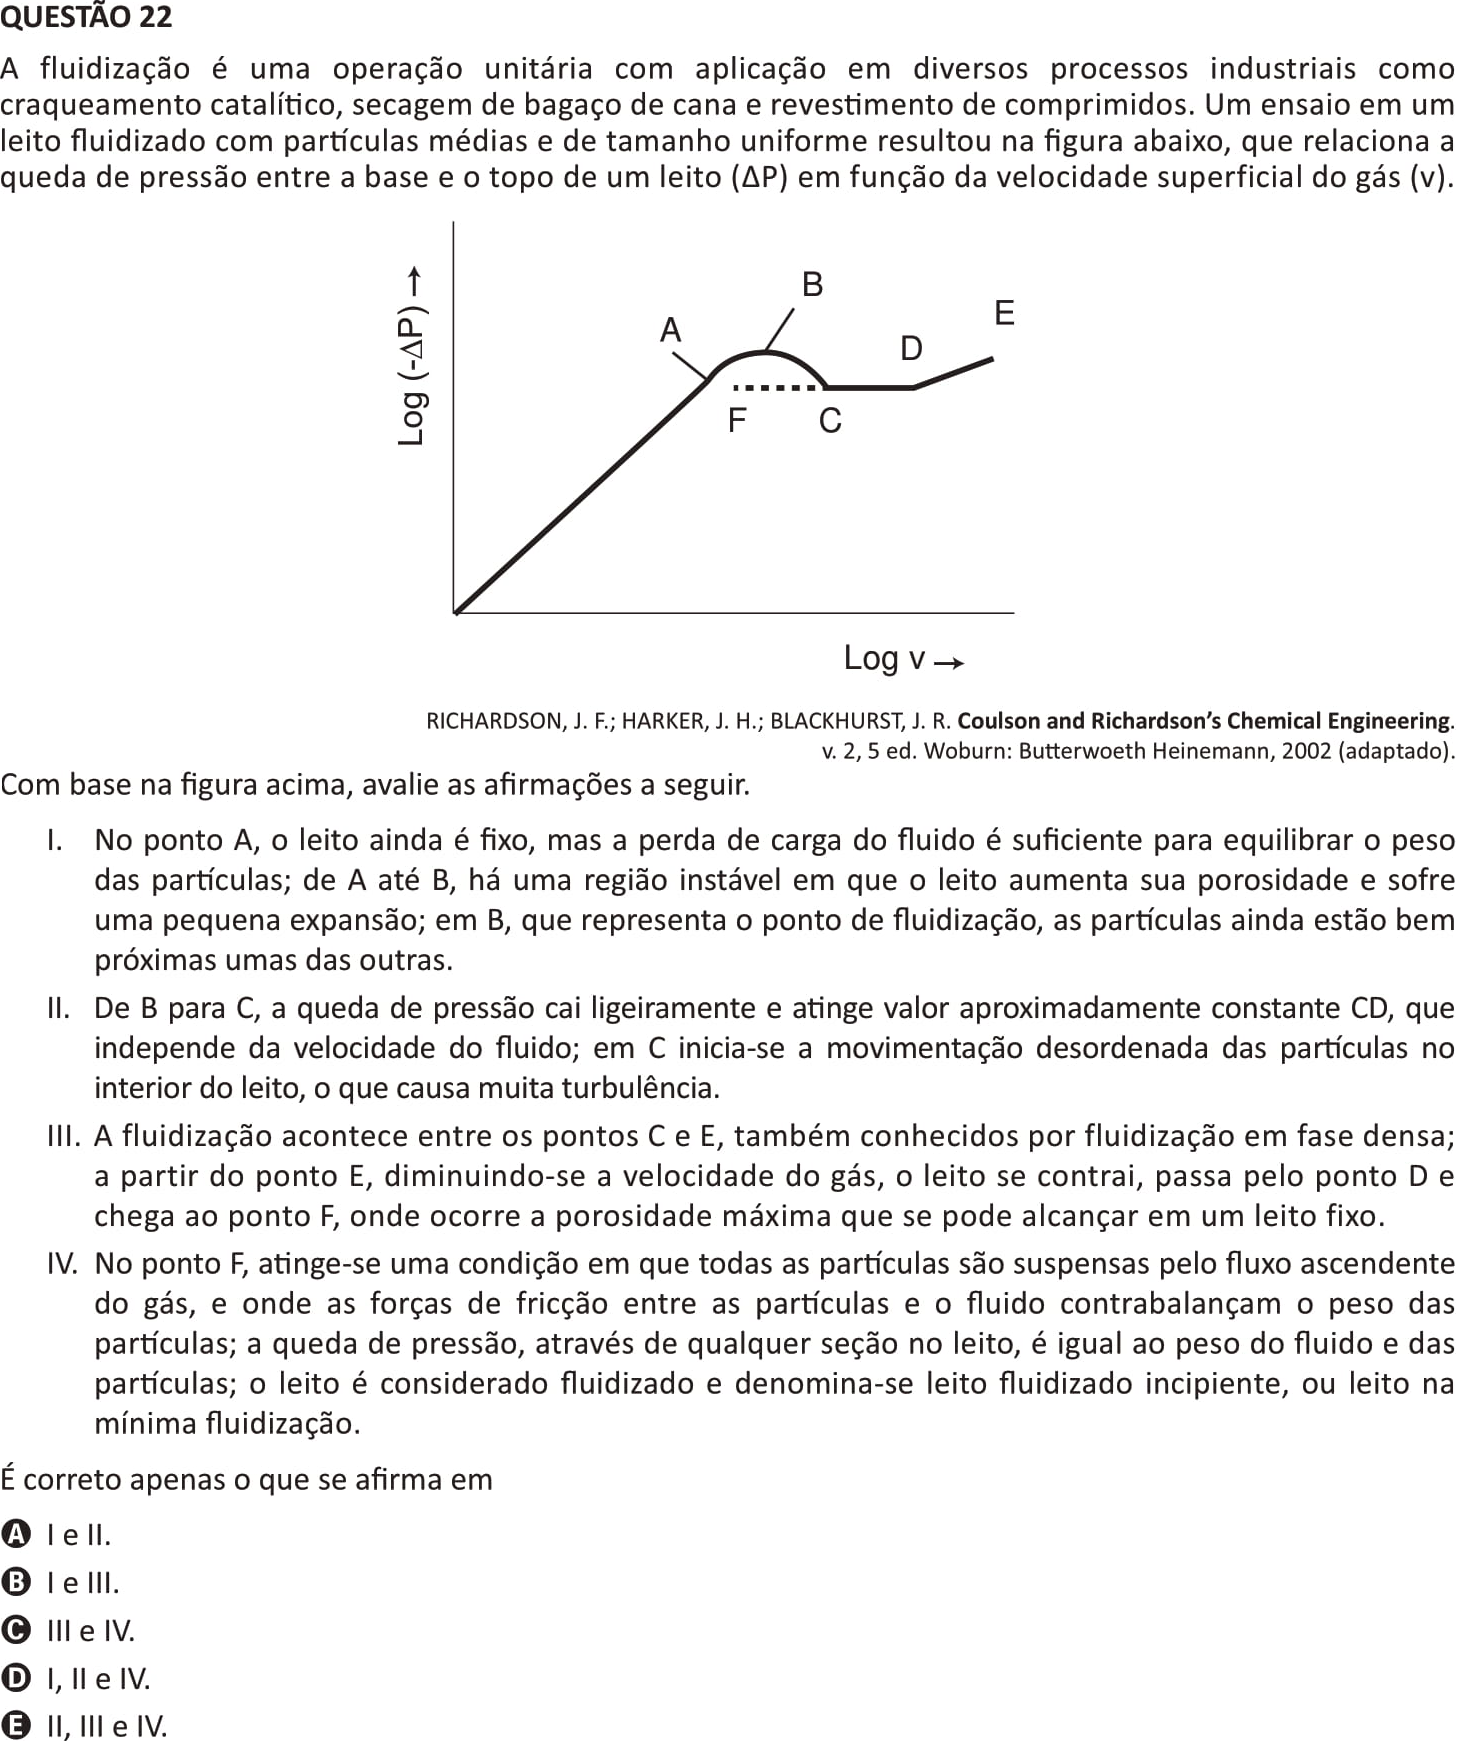 QUESTÃO 22
A fluidização é uma operação unitária com aplicação em diversos processos industriais como
craqueamento catalítico, secagem de bagaço de cana e revestimento de comprimidos. Um ensaio em um
leito fluidizado com partículas médias e de tamanho uniforme resultou na figura abaixo, que relaciona a
queda de pressão entre a base e o topo de um leito (ΔP) em função da velocidade superficial do gás (v).
B
E
A
D
Log (-ΔP) →
F
C
Log v →
RICHARDSON, J. F.; HARKER, J. H.; BLACKHURST, J. R. Coulson and Richardson’s Chemical Engineering.
v. 2, 5 ed. Woburn: Butterwoeth Heinemann, 2002 (adaptado).
Com base na figura acima, avalie as afirmações a seguir.
I. No ponto A, o leito ainda é fixo, mas a perda de carga do fluido é suficiente para equilibrar o peso
das partículas; de A até B, há uma região instável em que o leito aumenta sua porosidade e sofre
uma pequena expansão; em B, que representa o ponto de fluidização, as partículas ainda estão bem
próximas umas das outras.
II. De B para C, a queda de pressão cai ligeiramente e atinge valor aproximadamente constante CD, que
independe da velocidade do fluido; em C inicia-se a movimentação desordenada das partículas no
interior do leito, o que causa muita turbulência.
III. A fluidização acontece entre os pontos C e E, também conhecidos por fluidização em fase densa;
a partir do ponto E, diminuindo-se a velocidade do gás, o leito se contrai, passa pelo ponto D e
chega ao ponto F, onde ocorre a porosidade máxima que se pode alcançar em um leito fixo.
IV. No ponto F, atinge-se uma condição em que todas as partículas são suspensas pelo fluxo ascendente
do gás, e onde as forças de fricção entre as partículas e o fluido contrabalançam o peso das
partículas; a queda de pressão, através de qualquer seção no leito, é igual ao peso do fluido e das
partículas; o leito é considerado fluidizado e denomina-se leito fluidizado incipiente, ou leito na
mínima fluidização.
É correto apenas o que se afirma em
A I e II.
B I e III.
C III e IV.
D I, II e IV.
E II, III e IV.